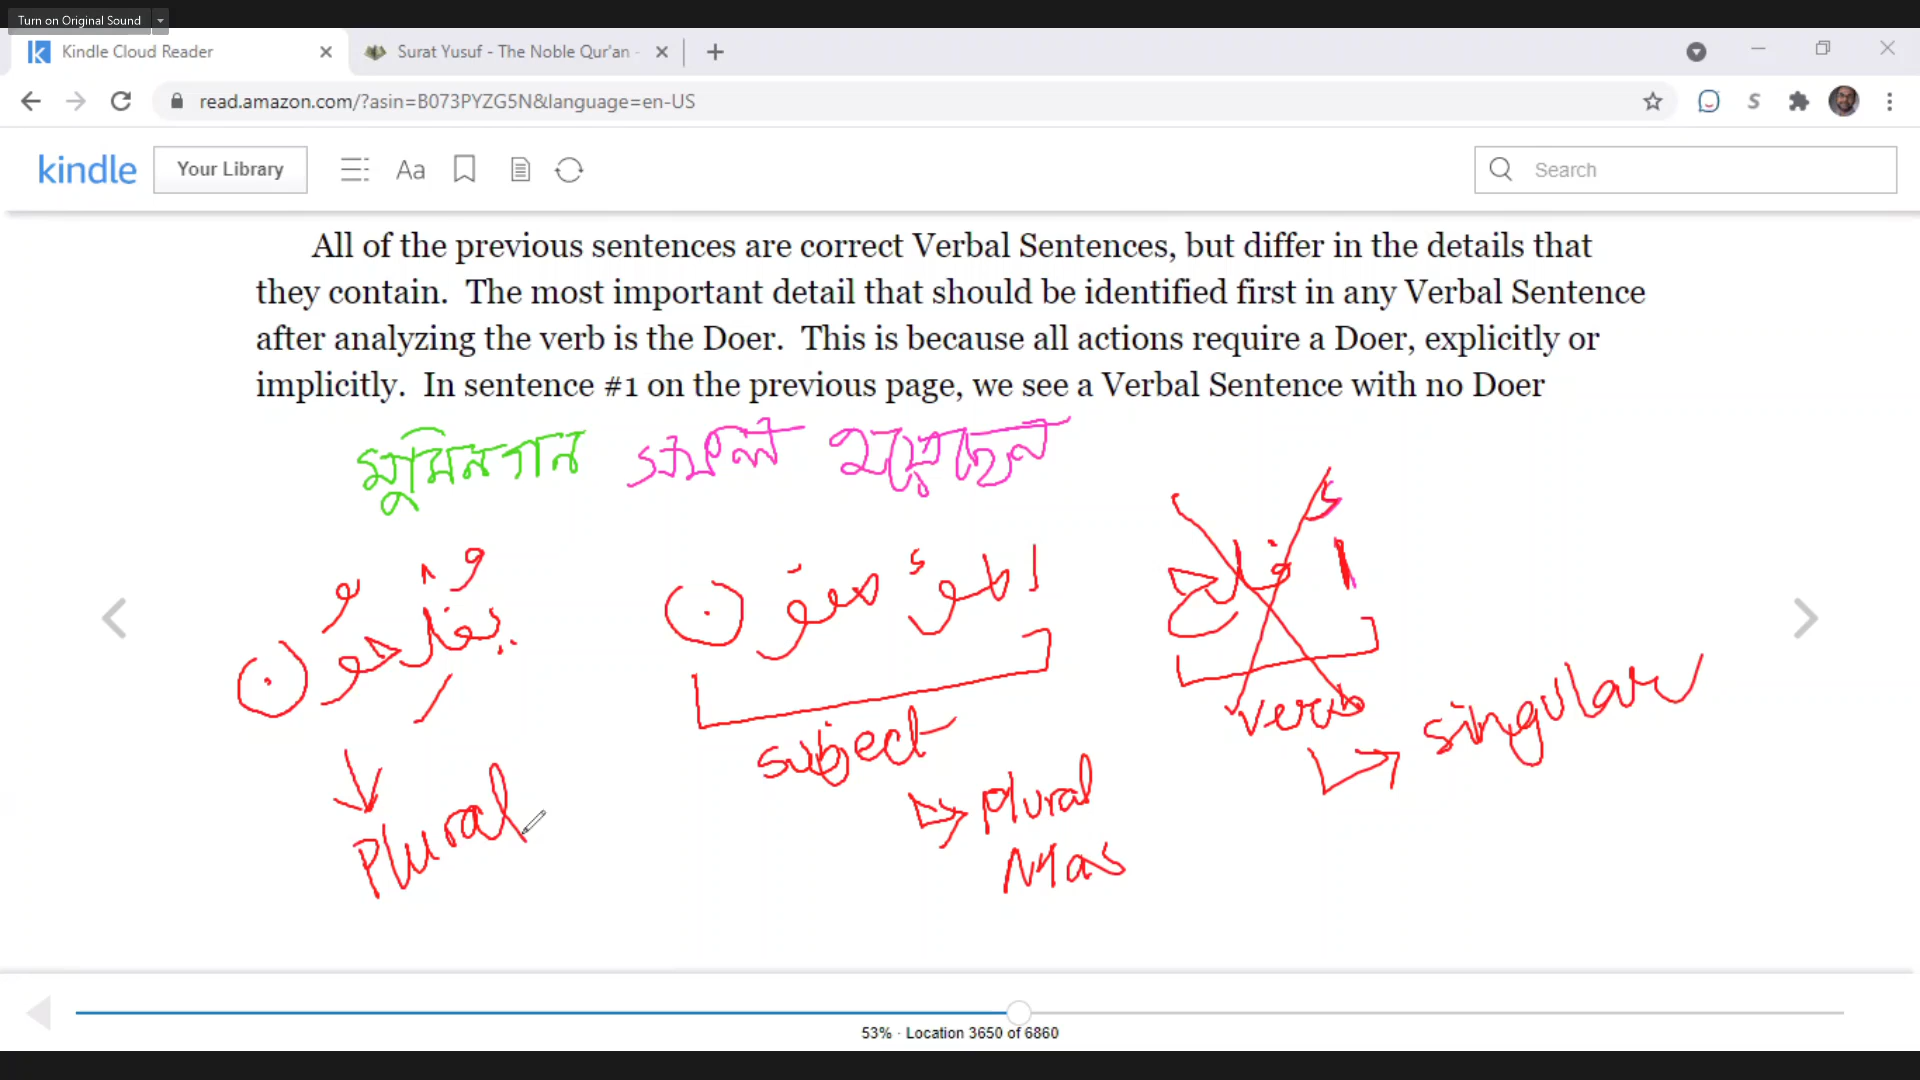 Turn on Original Sound
Kindle Cloud Reader
Surat Yusuf - The Noble Qur'an -
read.amazon.com/?asin=B073PYZG5N&language=en-US
kindle
Your Library
Aa
Search
All of the previous sentences are correct Verbal Sentences, but differ in the details that
they contain. The most important detail that should be identified first in any Verbal Sentence
after analyzing the verb is the Doer. This is because all actions require a Doer, explicitly or
implicitly. In sentence #1 on the previous page, we see a Verbal Sentence with no Doer
মুমিনগান সফল হয়েছেন
verb
singular
subject
Plural
Mas
Plural
53% · Location 3650 of 6860